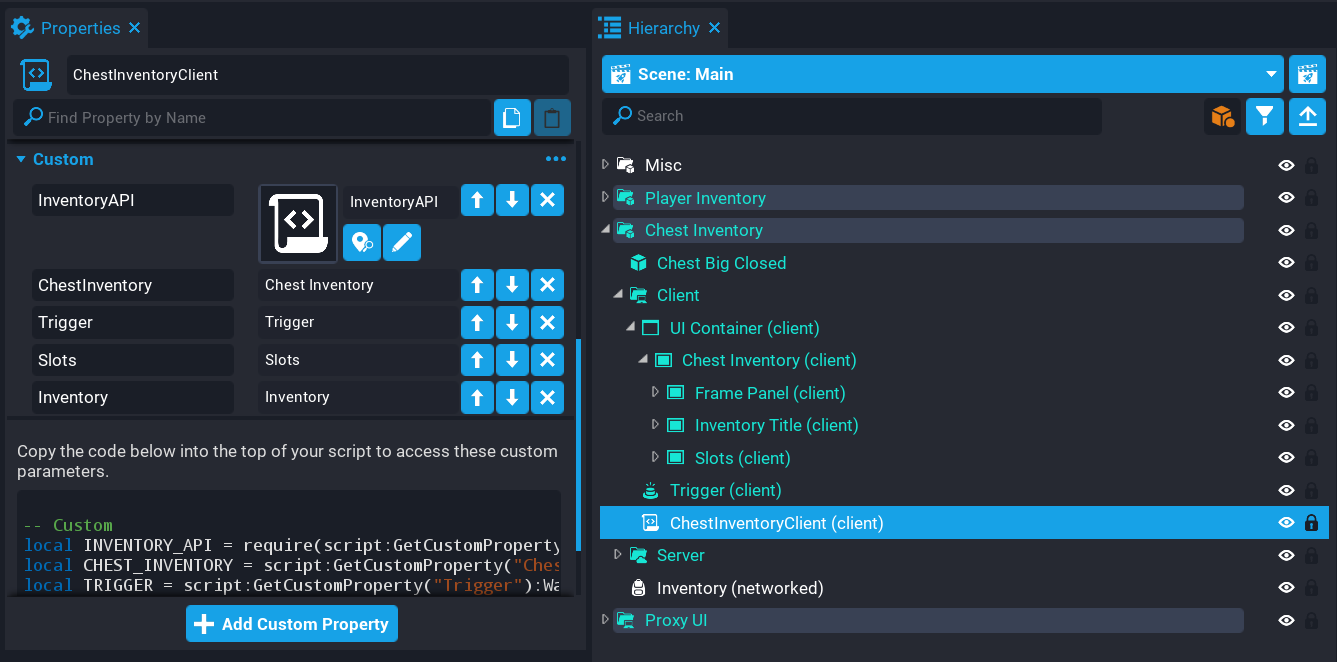 Properties
ChestInventoryClient
Find Property by Name
Custom
InventoryAPI
InventoryAPI
ChestInventory
Chest Inventory
Trigger
Trigger
Slots
Slots
Inventory
Inventory
Copy the code below into the top of your script to access these custom
parameters.
-- Custom
local INVENTORY_API = require(script:GetCustomProperty
local CHEST_INVENTORY = script:GetCustomProperty("Ches
local TRIGGER = script:GetCustomProperty("Trigger"):Wa
Add Custom Property
Hierarchy
Scene: Main
Search
Misc
Player Inventory
Chest Inventory
Chest Big Closed
Client
UI Container (client)
Chest Inventory (client)
Frame Panel (client)
Inventory Title (client)
Slots (client)
Trigger (client)
ChestInventoryClient (client)
Server
Inventory (networked)
Proxy UI